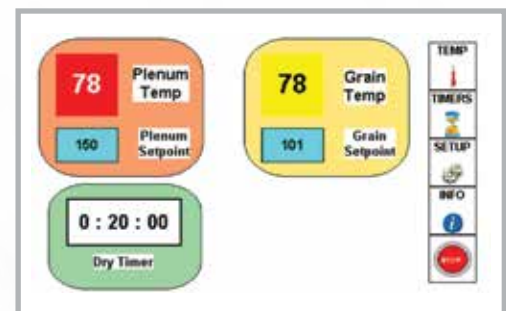 78
Plenum
Temp
150
Plenum
Setpoint
78
Grain
Temp
101
Grain
Setpoint
0 : 20 : 00
Dry Timer
TEMP
TIMERS
SETUP
INFO
STOP